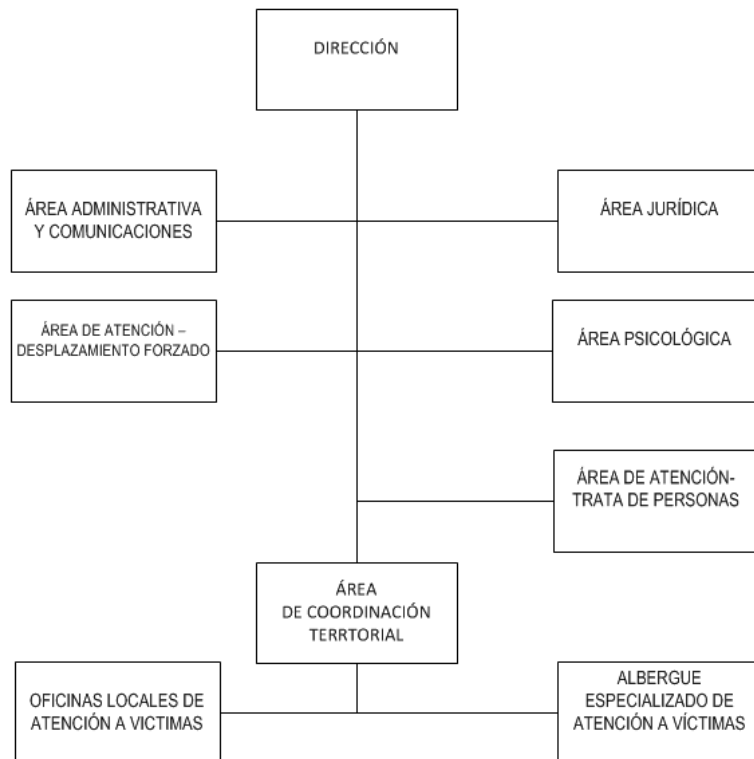 DIRECCIÓN
ÁREA ADMINISTRATIVA
Y COMUNICACIONES
ÁREA JURÍDICA
ÁREA DE ATENCIÓN –
DESPLAZAMIENTO FORZADO
ÁREA PSICOLÓGICA
ÁREA DE ATENCIÓN-
TRATA DE PERSONAS
ÁREA
DE COORDINACIÓN
TERRTORIAL
OFICINAS LOCALES DE
ATENCIÓN A VICTIMAS
ALBERGUE
ESPECIALIZADO DE
ATENCIÓN A VÍCTIMAS